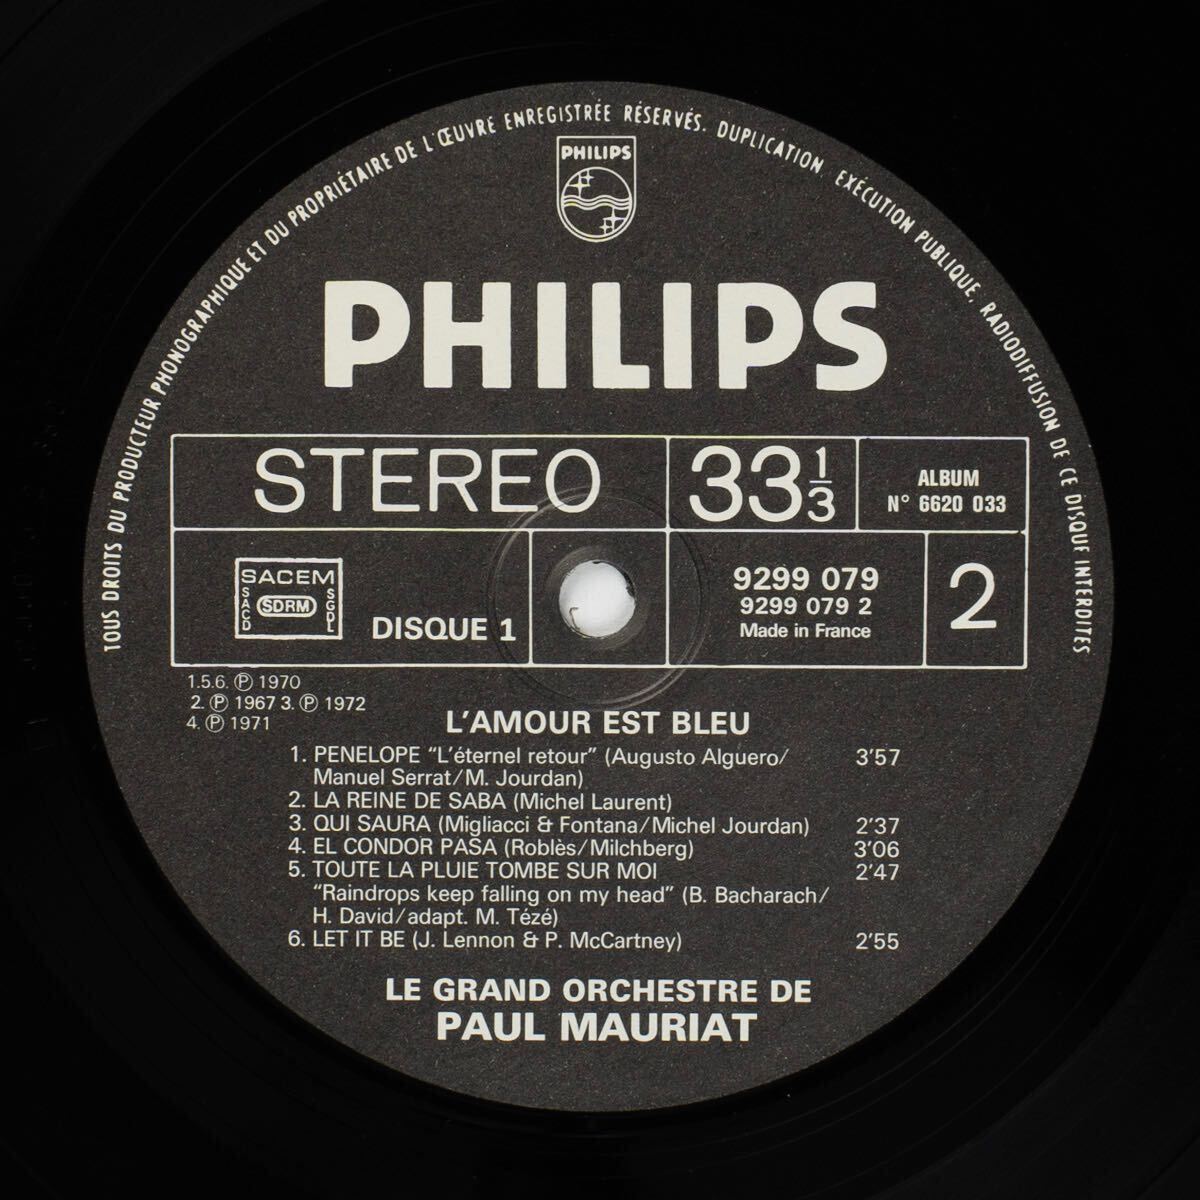 TOUS DROITS DU PRODUCTEUR PHONOGRAPHIQUE ET DU PROPRIÉTAIRE DE L'ŒUVRE ENREGISTRÉE RÉSERVÉS. DUPLICATION, EXÉCUTION PUBLIQUE, RADIODIFFUSION DE CE DISQUE INTERDITES
PHILIPS
PHILIPS
STEREO
33 1/3
ALBUM
N° 6620 033
SACEM
SACD
SDRM
SGDL
DISQUE 1
9299 079
9299 079 2
Made in France
2
1.5.6. ℗ 1970
2. ℗ 1967 3. ℗ 1972
4. ℗ 1971
L'AMOUR EST BLEU
1. PENELOPE “L'éternel retour” (Augusto Alguero/ 3'57
Manuel Serrat/M. Jourdan)
2. LA REINE DE SABA (Michel Laurent)
3. QUI SAURA (Migliacci & Fontana/Michel Jourdan) 2'37
4. EL CONDOR PASA (Roblès/Milchberg) 3'06
5. TOUTE LA PLUIE TOMBE SUR MOI 2'47
“Raindrops keep falling on my head” (B. Bacharach/
H. David/adapt. M. Tézé)
6. LET IT BE (J. Lennon & P. McCartney) 2'55
LE GRAND ORCHESTRE DE
PAUL MAURIAT